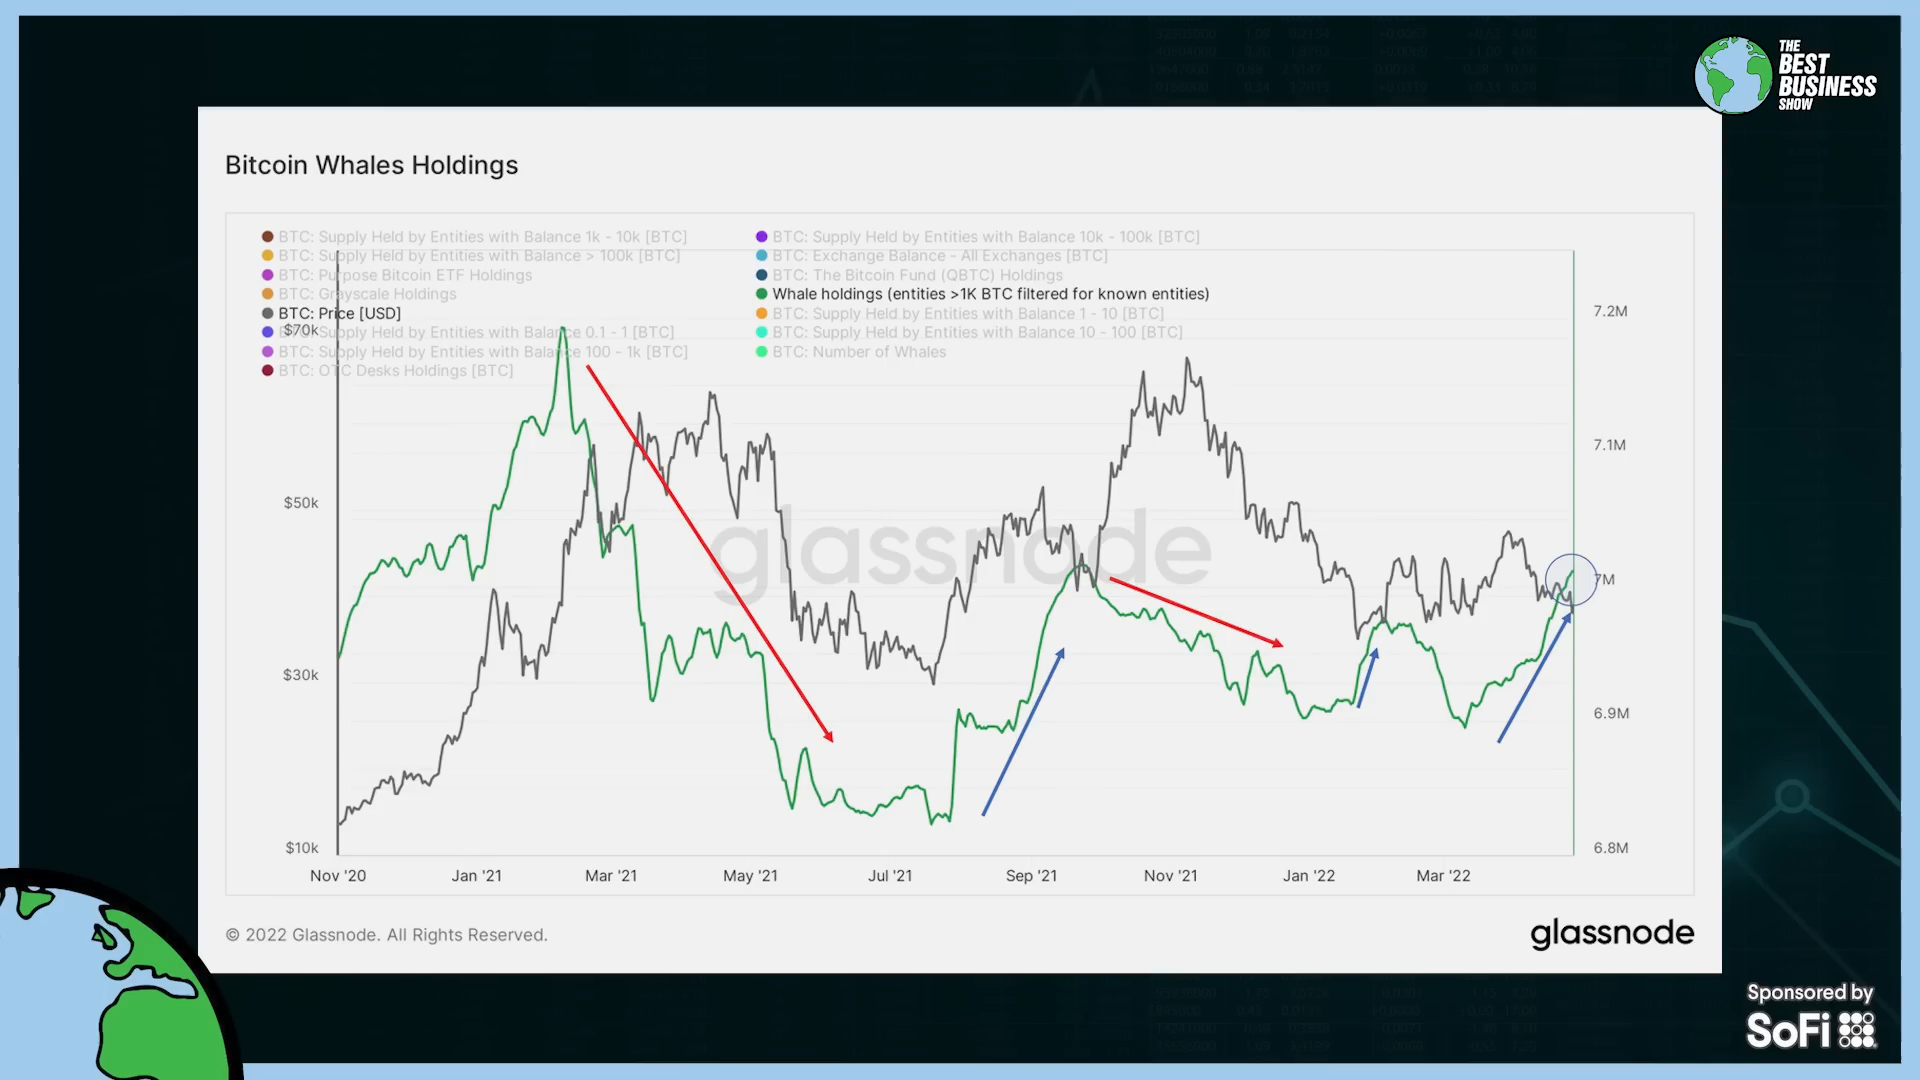 THE
BEST
BUSINESS
SHOW
Bitcoin Whales Holdings
BTC: Supply Held by Entities with Balance 1k - 10k [BTC]
BTC: Supply Held by Entities with Balance 10k - 100k [BTC]
BTC: Supply Held by Entities with Balance > 100k [BTC]
BTC: Exchange Balance - All Exchanges [BTC]
BTC: Purpose Bitcoin ETF Holdings
BTC: The Bitcoin Fund (QBTC) Holdings
BTC: Grayscale Holdings
Whale holdings (entities >1K BTC filtered for known entities)
BTC: Price [USD]
BTC: Supply Held by Entities with Balance 1 - 10 [BTC]
BTC: Supply Held by Entities with Balance 0.1 - 1 [BTC]
BTC: Supply Held by Entities with Balance 10 - 100 [BTC]
BTC: Supply Held by Entities with Balance 100 - 1k [BTC]
BTC: Number of Whales
BTC: OTC Desks Holdings [BTC]
$70k
$50k
$30k
$10k
7.2M
7.1M
7M
6.9M
6.8M
glassnode
Nov '20 Jan '21 Mar '21 May '21 Jul '21 Sep '21 Nov '21 Jan '22 Mar '22
© 2022 Glassnode. All Rights Reserved.
glassnode
Sponsored by
SoFi